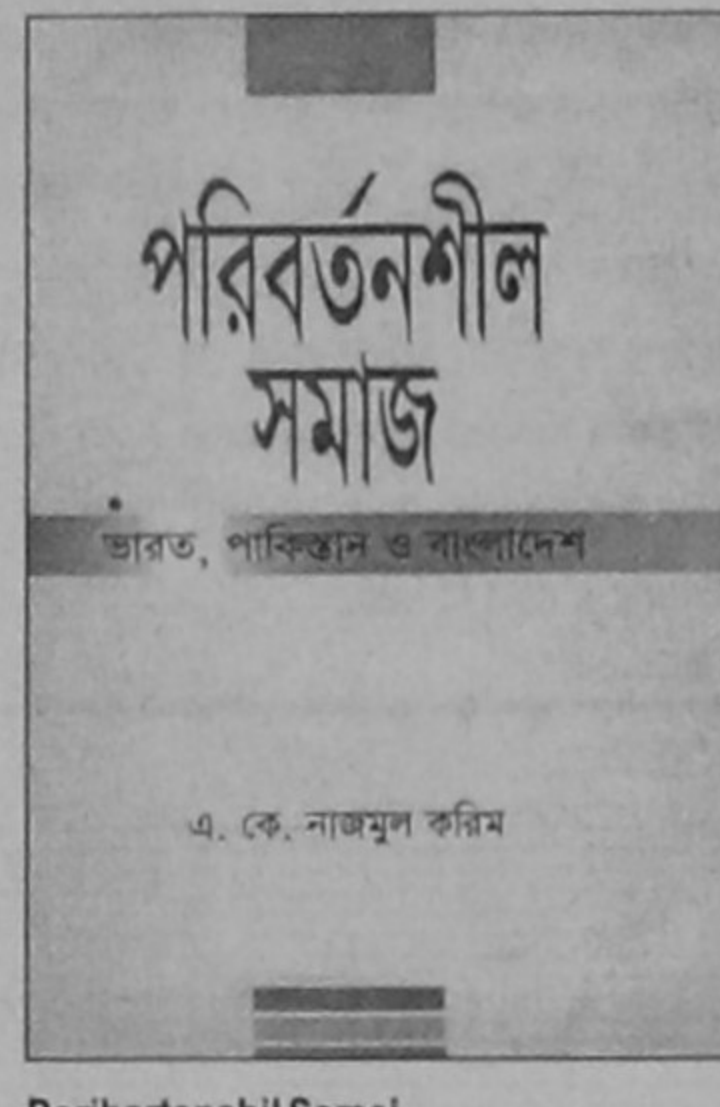 পরিবর্তনশীল
সমাজ
ভারত, পাকিস্তান ও বাংলাদেশ
এ. কে. নাজমুল করিম